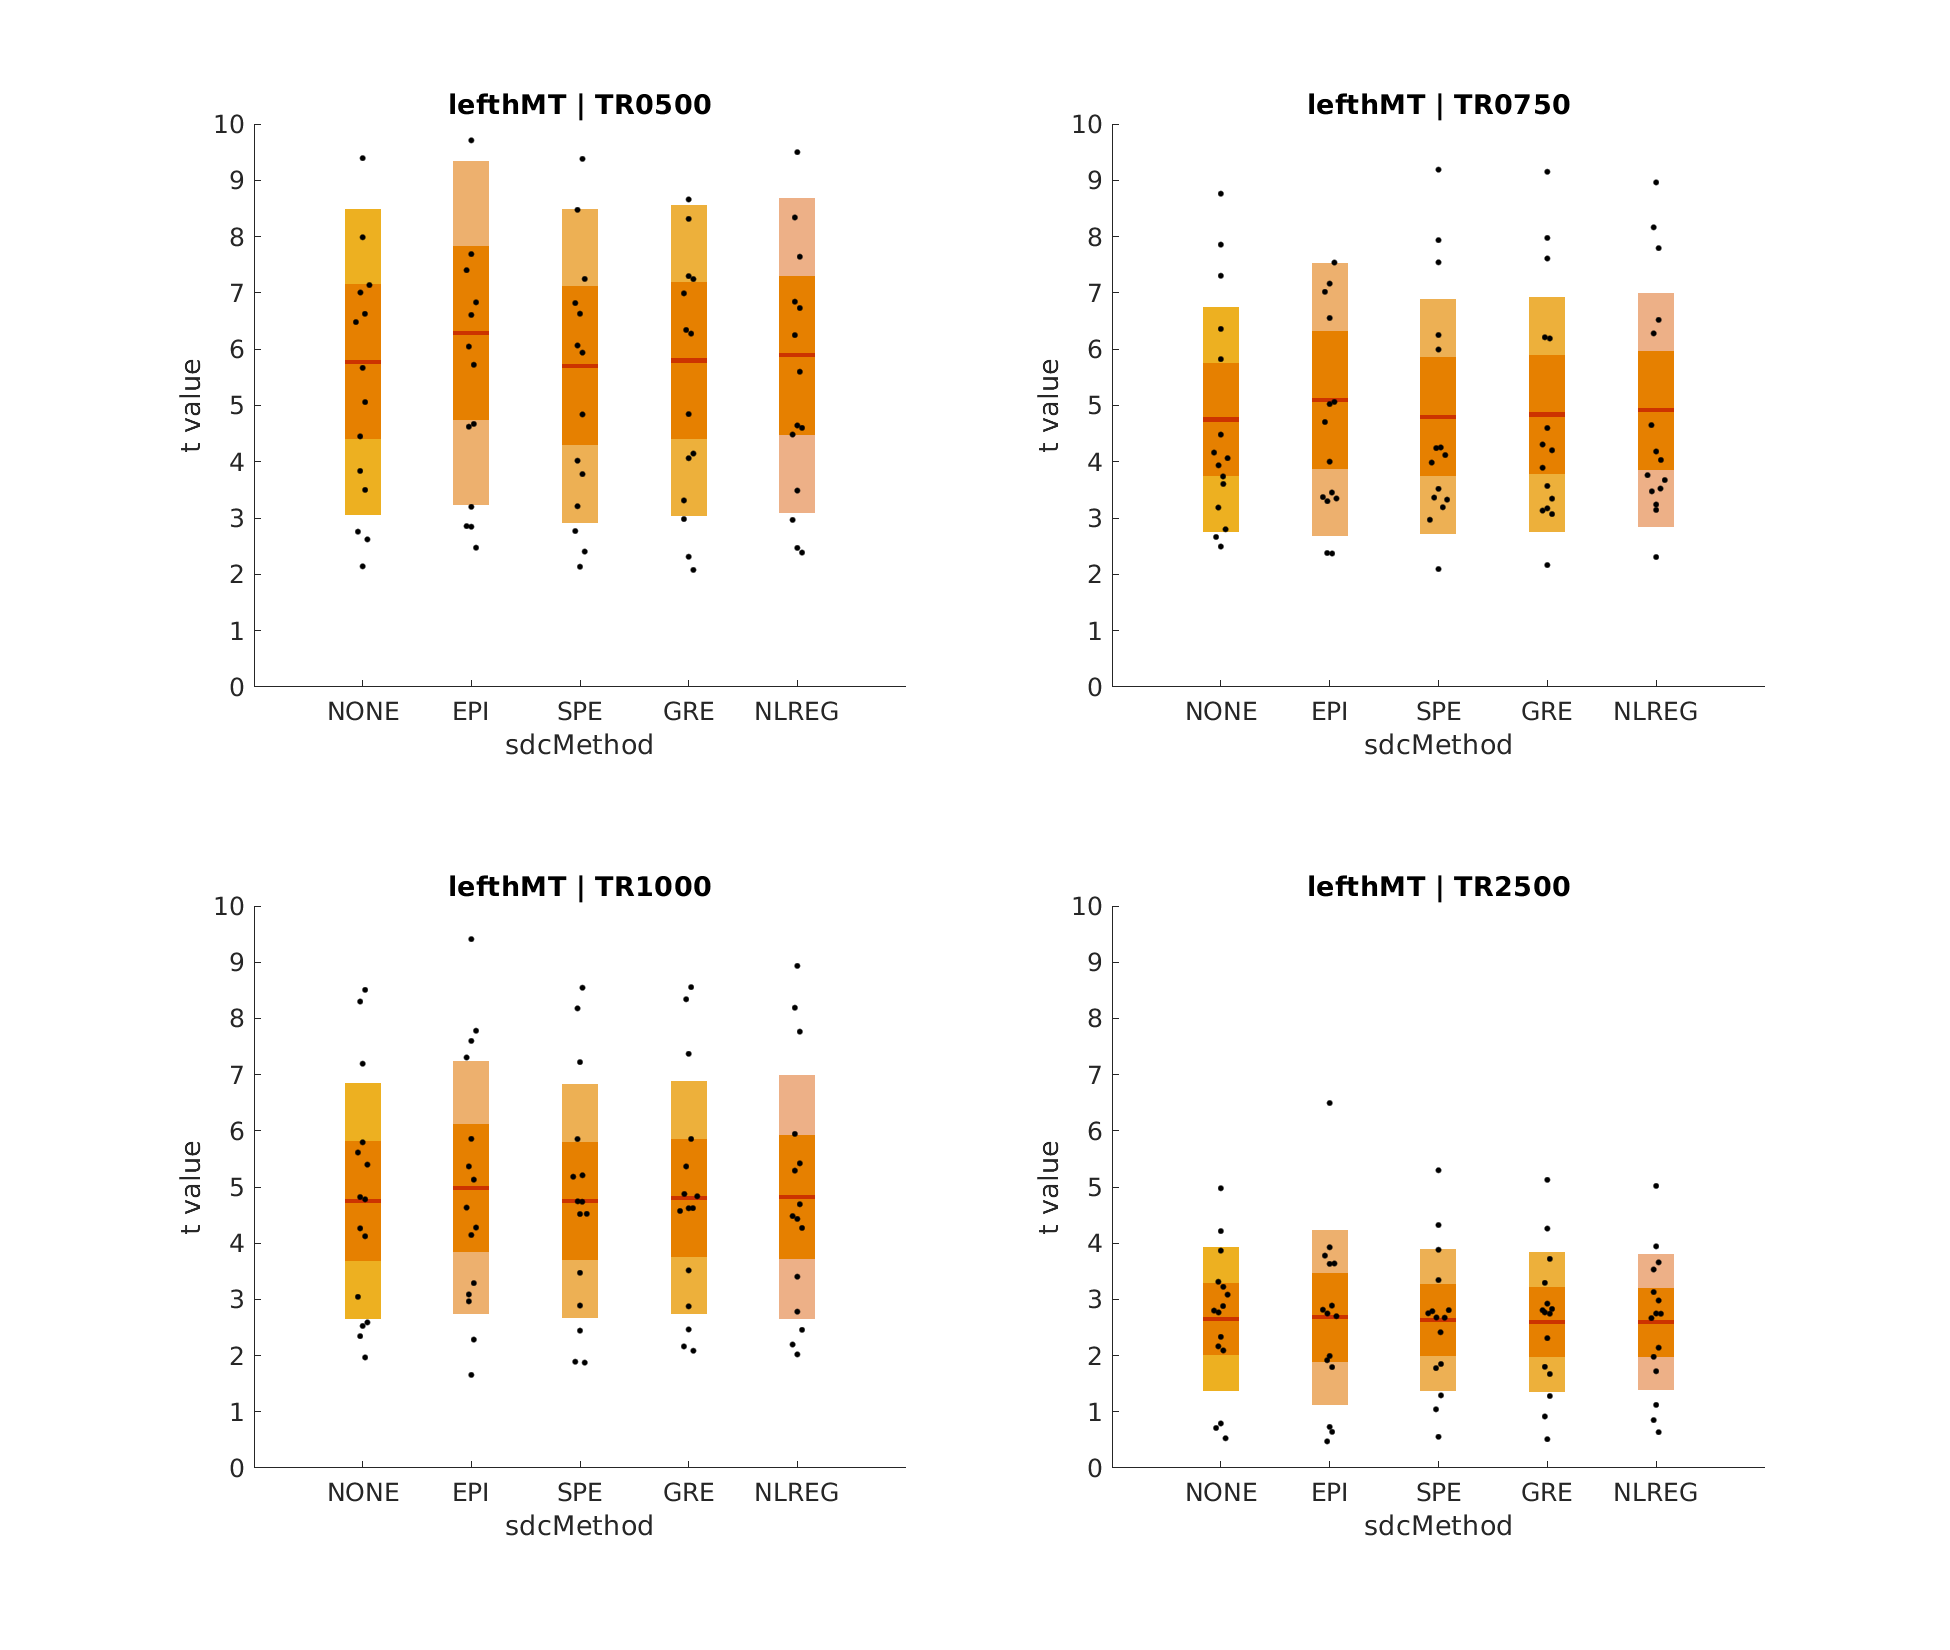 lefthMT | TR0500
10
9
8
7
6
5
4
3
2
1
0
t value
NONE EPI SPE GRE NLREG
sdcMethod
lefthMT | TR0750
10
9
8
7
6
5
4
3
2
1
0
t value
NONE EPI SPE GRE NLREG
sdcMethod
lefthMT | TR1000
10
9
8
7
6
5
4
3
2
1
0
t value
NONE EPI SPE GRE NLREG
sdcMethod
lefthMT | TR2500
10
9
8
7
6
5
4
3
2
1
0
t value
NONE EPI SPE GRE NLREG
sdcMethod